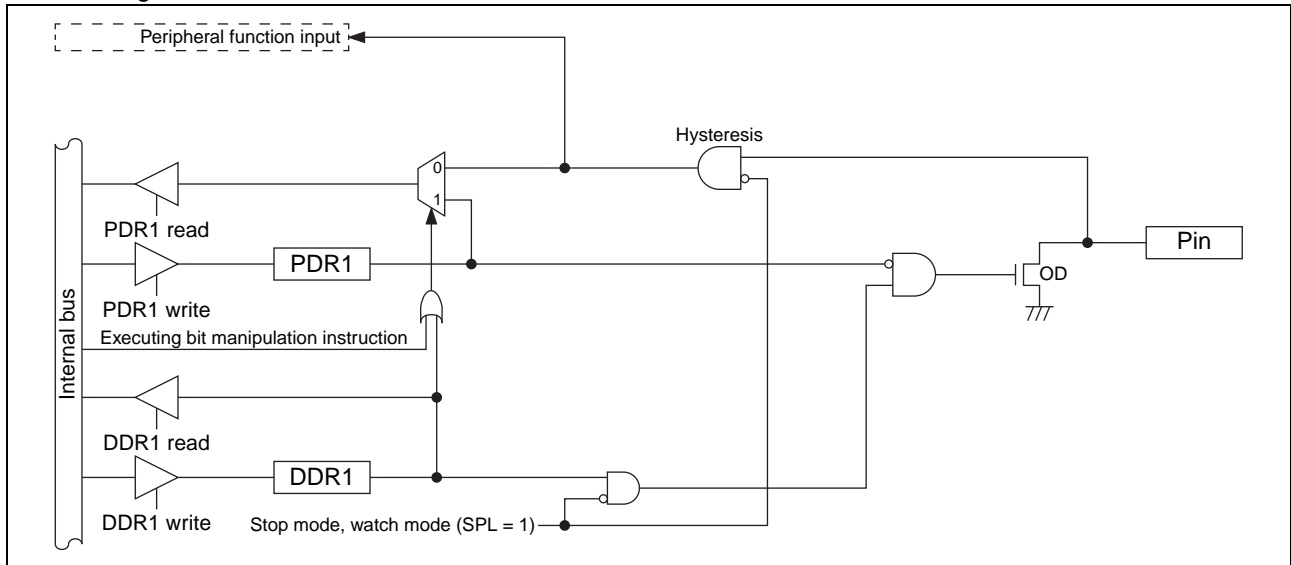 Peripheral function input
Hysteresis
0
1
PDR1 read
Pin
PDR1
OD
PDR1 write
Executing bit manipulation instruction
Internal bus
DDR1 read
DDR1
DDR1 write
Stop mode, watch mode (SPL = 1)